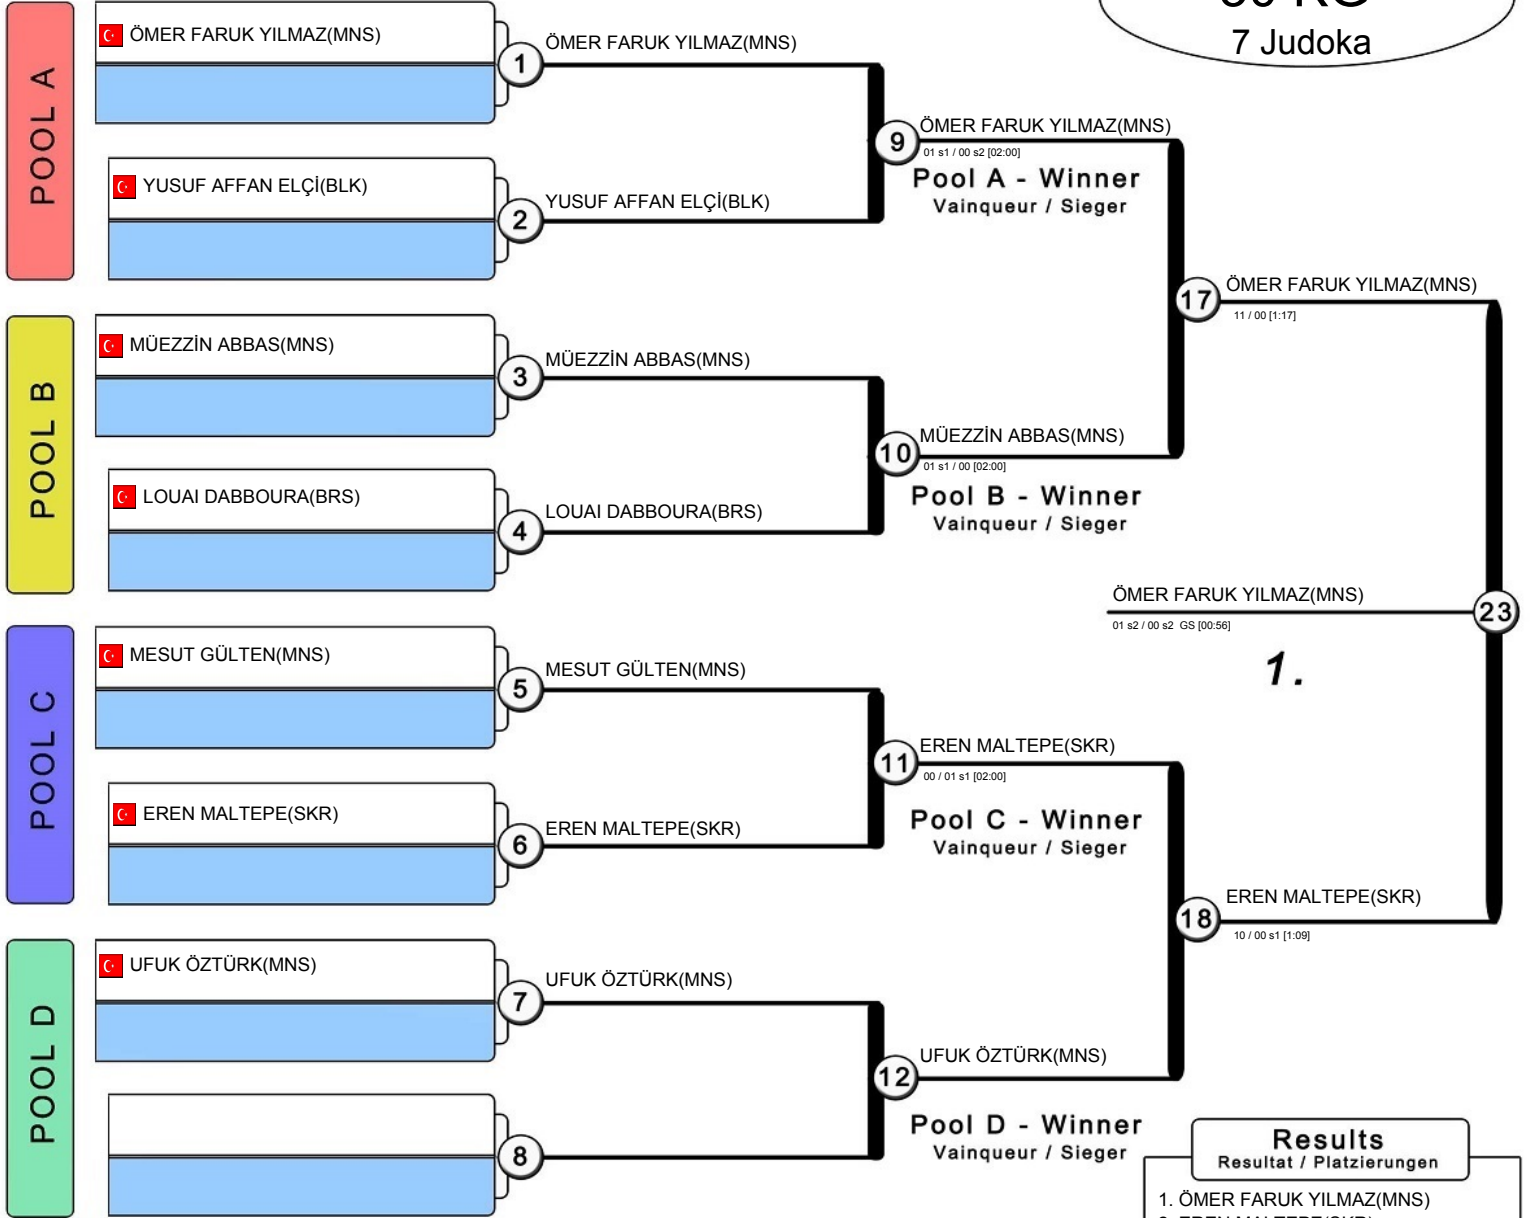 7 Judoka
POOL A
ÖMER FARUK YILMAZ(MNS)
1
ÖMER FARUK YILMAZ(MNS)
YUSUF AFFAN ELÇİ(BLK)
2
YUSUF AFFAN ELÇİ(BLK)
9
ÖMER FARUK YILMAZ(MNS)
01 s1 / 00 s2 [02:00]
Pool A - Winner
Vainqueur / Sieger
POOL B
MÜEZZİN ABBAS(MNS)
3
MÜEZZİN ABBAS(MNS)
LOUAI DABBOURA(BRS)
4
LOUAI DABBOURA(BRS)
10
MÜEZZİN ABBAS(MNS)
01 s1 / 00 [02:00]
Pool B - Winner
Vainqueur / Sieger
17
ÖMER FARUK YILMAZ(MNS)
11 / 00 [1:17]
POOL C
MESUT GÜLTEN(MNS)
5
MESUT GÜLTEN(MNS)
EREN MALTEPE(SKR)
6
EREN MALTEPE(SKR)
11
EREN MALTEPE(SKR)
00 / 01 s1 [02:00]
Pool C - Winner
Vainqueur / Sieger
POOL D
UFUK ÖZTÜRK(MNS)
7
UFUK ÖZTÜRK(MNS)
8
12
UFUK ÖZTÜRK(MNS)
Pool D - Winner
Vainqueur / Sieger
18
EREN MALTEPE(SKR)
10 / 00 s1 [1:09]
ÖMER FARUK YILMAZ(MNS)
23
01 s2 / 00 s2 GS [00:56]
1.
Results
Resultat / Platzierungen
1. ÖMER FARUK YILMAZ(MNS)